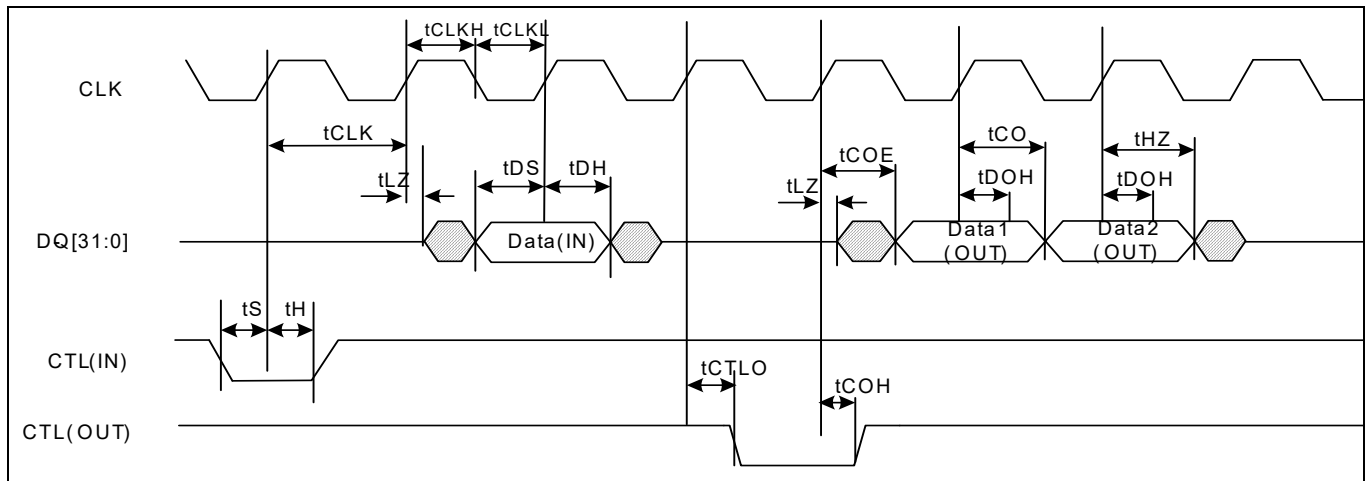 tCLKH tCLKL
CLK
tCLK
tCO
tHZ
tCOE
tDS tDH
tLZ
tLZ
tDOH
tDOH
DQ[31:0]
Data(IN)
Data1
(OUT)
Data2
(OUT)
tS tH
CTL(IN)
tCTLO
tCOH
CTL(OUT)